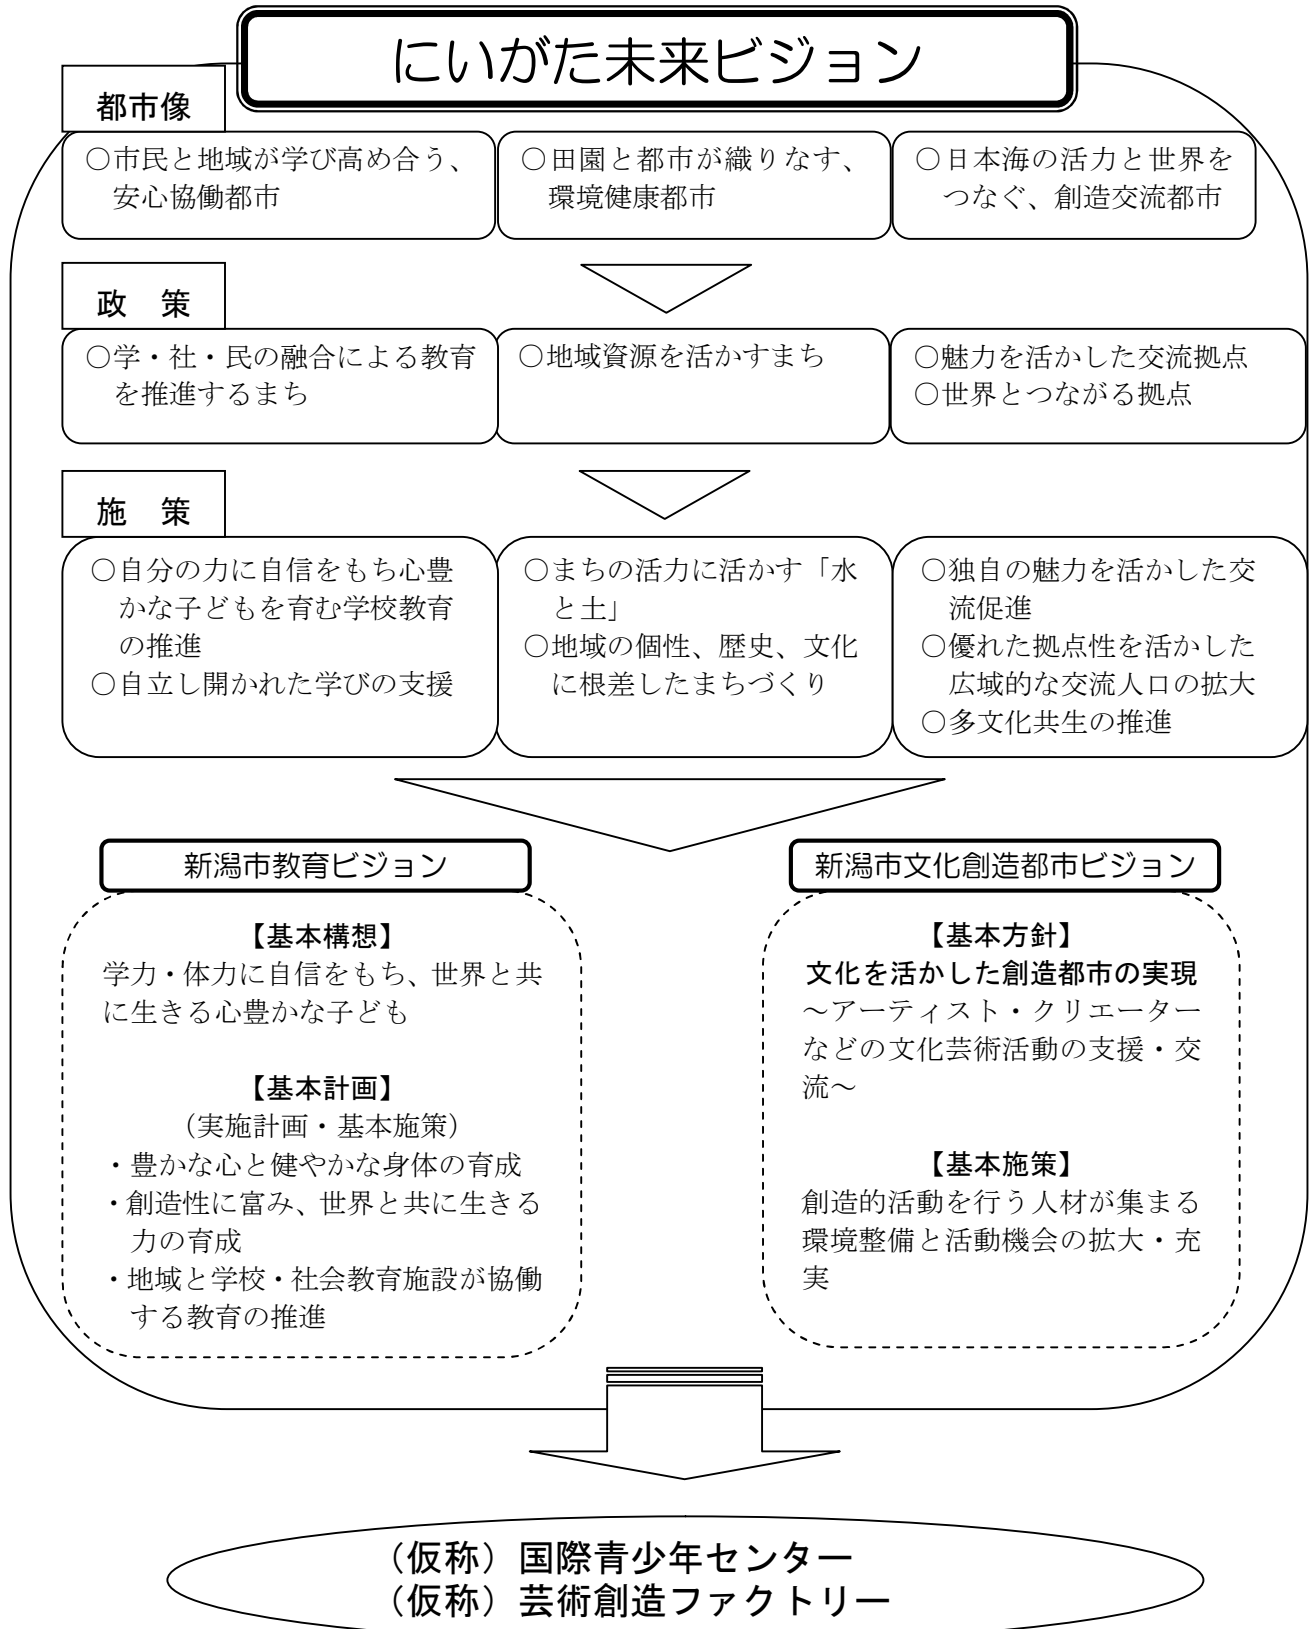 にいがた未来ビジョン
都市像
○市民と地域が学び高め合う、
安心協働都市
○田園と都市が織りなす、
環境健康都市
○日本海の活力と世界を
つなぐ、創造交流都市
政　策
○学・社・民の融合による教育
を推進するまち
○地域資源を活かすまち
○魅力を活かした交流拠点
○世界とつながる拠点
施　策
○自分の力に自信をもち心豊
かな子どもを育む学校教育
の推進
○自立し開かれた学びの支援
○まちの活力に活かす「水
と土」
○地域の個性、歴史、文化
に根差したまちづくり
○独自の魅力を活かした交
流促進
○優れた拠点性を活かした
広域的な交流人口の拡大
○多文化共生の推進
新潟市教育ビジョン
【基本構想】
学力・体力に自信をもち、世界と共
に生きる心豊かな子ども
【基本計画】
（実施計画・基本施策）
・豊かな心と健やかな身体の育成
・創造性に富み、世界と共に生きる
力の育成
・地域と学校・社会教育施設が協働
する教育の推進
新潟市文化創造都市ビジョン
【基本方針】
文化を活かした創造都市の実現
～アーティスト・クリエーター
などの文化芸術活動の支援・交
流～
【基本施策】
創造的活動を行う人材が集まる
環境整備と活動機会の拡大・充
実
（仮称）国際青少年センター
（仮称）芸術創造ファクトリー